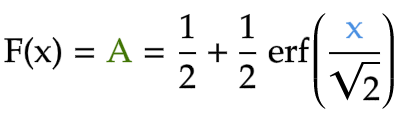 F(x) = A = 1/2 + 1/2 erf(x/√2)